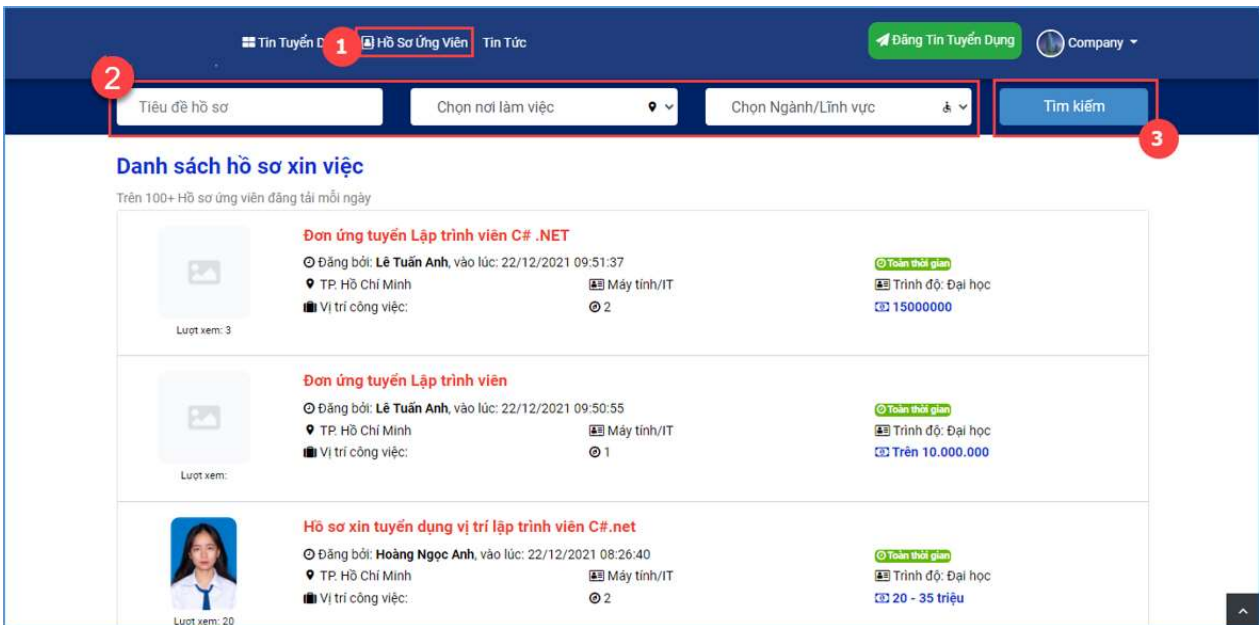 Tin Tuyển D
1
Hồ Sơ Ứng Viên
Tin Tức
Đăng Tin Tuyển Dụng
Company
2
Tiêu đề hồ sơ
Chọn nơi làm việc
Chọn Ngành/Lĩnh vực
Tìm kiếm
3
Danh sách hồ sơ xin việc
Trên 100+ Hồ sơ ứng viên đăng tải mỗi ngày
Đơn ứng tuyển Lập trình viên C# .NET
Đăng bởi: Lê Tuấn Anh, vào lúc: 22/12/2021 09:51:37
Toàn thời gian
TP. Hồ Chí Minh
Máy tính/IT
Trình độ: Đại học
Vị trí công việc:
2
15000000
Lượt xem: 3
Đơn ứng tuyển Lập trình viên
Đăng bởi: Lê Tuấn Anh, vào lúc: 22/12/2021 09:50:55
Toàn thời gian
TP. Hồ Chí Minh
Máy tính/IT
Trình độ: Đại học
Vị trí công việc:
1
Trên 10.000.000
Lượt xem:
Hồ sơ xin tuyển dụng vị trí lập trình viên C#.net
Đăng bởi: Hoàng Ngọc Anh, vào lúc: 22/12/2021 08:26:40
Toàn thời gian
TP. Hồ Chí Minh
Máy tính/IT
Trình độ: Đại học
Vị trí công việc:
2
20 - 35 triệu
Lượt xem: 20